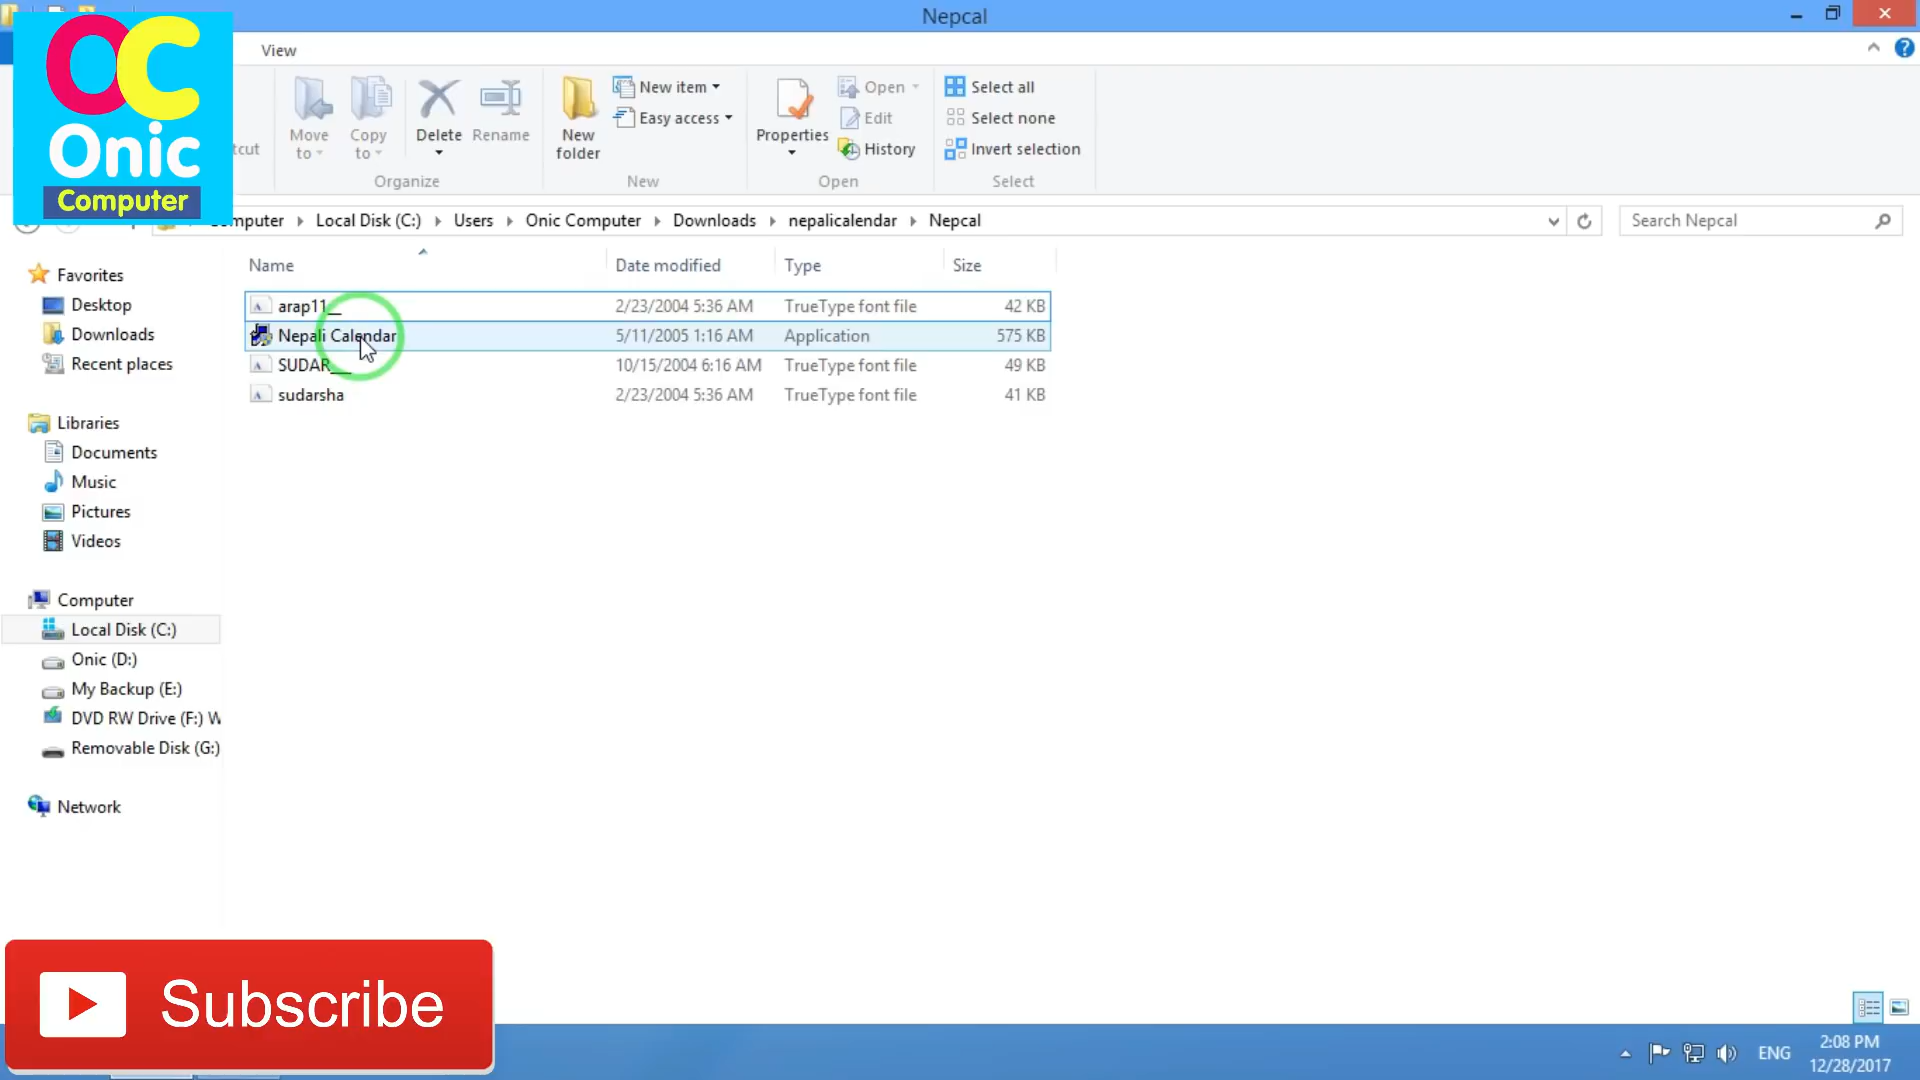 Nepcal
OC
Onic
Computer
View
Move to
Copy to
Delete
Rename
New folder
New item
Easy access
Properties
Open
Edit
History
Select all
Select none
Invert selection
Organize
New
Open
Select
Local Disk (C:) Users Onic Computer Downloads nepalicalendar Nepcal
Search Nepcal
Name Date modified Type Size
arap11__ 2/23/2004 5:36 AM TrueType font file 42 KB
Nepali Calendar 5/11/2005 1:16 AM Application 575 KB
SUDAR___ 10/15/2004 6:16 AM TrueType font file 49 KB
sudarsha 2/23/2004 5:36 AM TrueType font file 41 KB
Favorites
Desktop
Downloads
Recent places
Libraries
Documents
Music
Pictures
Videos
Computer
Local Disk (C:)
Onic (D:)
My Backup (E:)
DVD RW Drive (F:) W
Removable Disk (G:)
Network
Subscribe
ENG
2:08 PM
12/28/2017